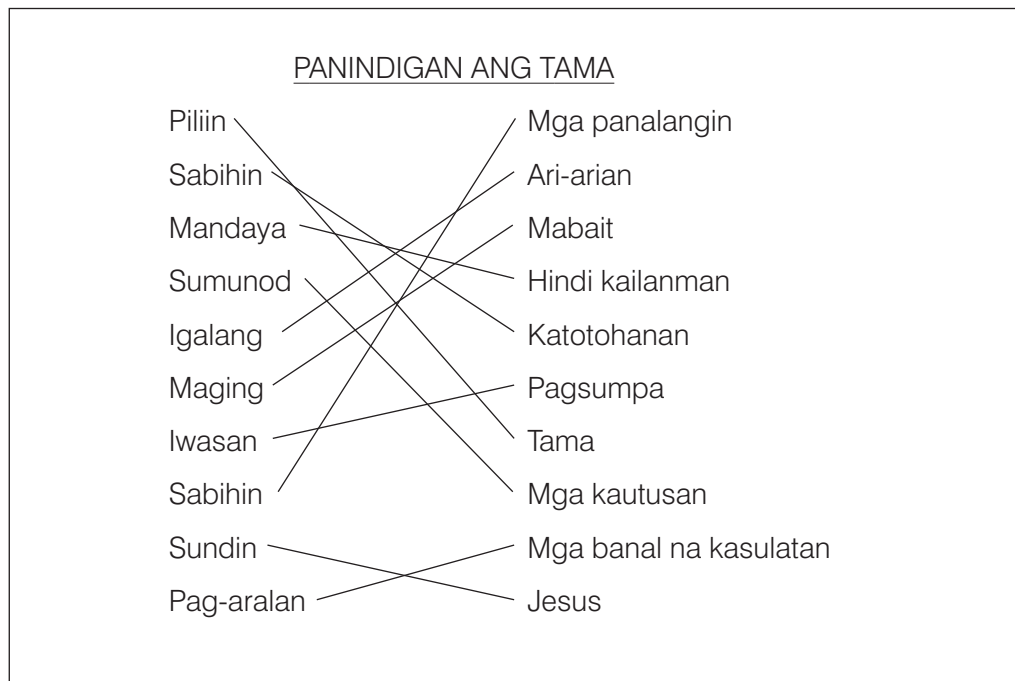 PANINDIGAN ANG TAMA
Piliin Mga panalangin
Sabihin Ari-arian
Mandaya Mabait
Sumunod Hindi kailanman
Igalang Katotohanan
Maging Pagsumpa
Iwasan Tama
Sabihin Mga kautusan
Sundin Mga banal na kasulatan
Pag-aralan Jesus